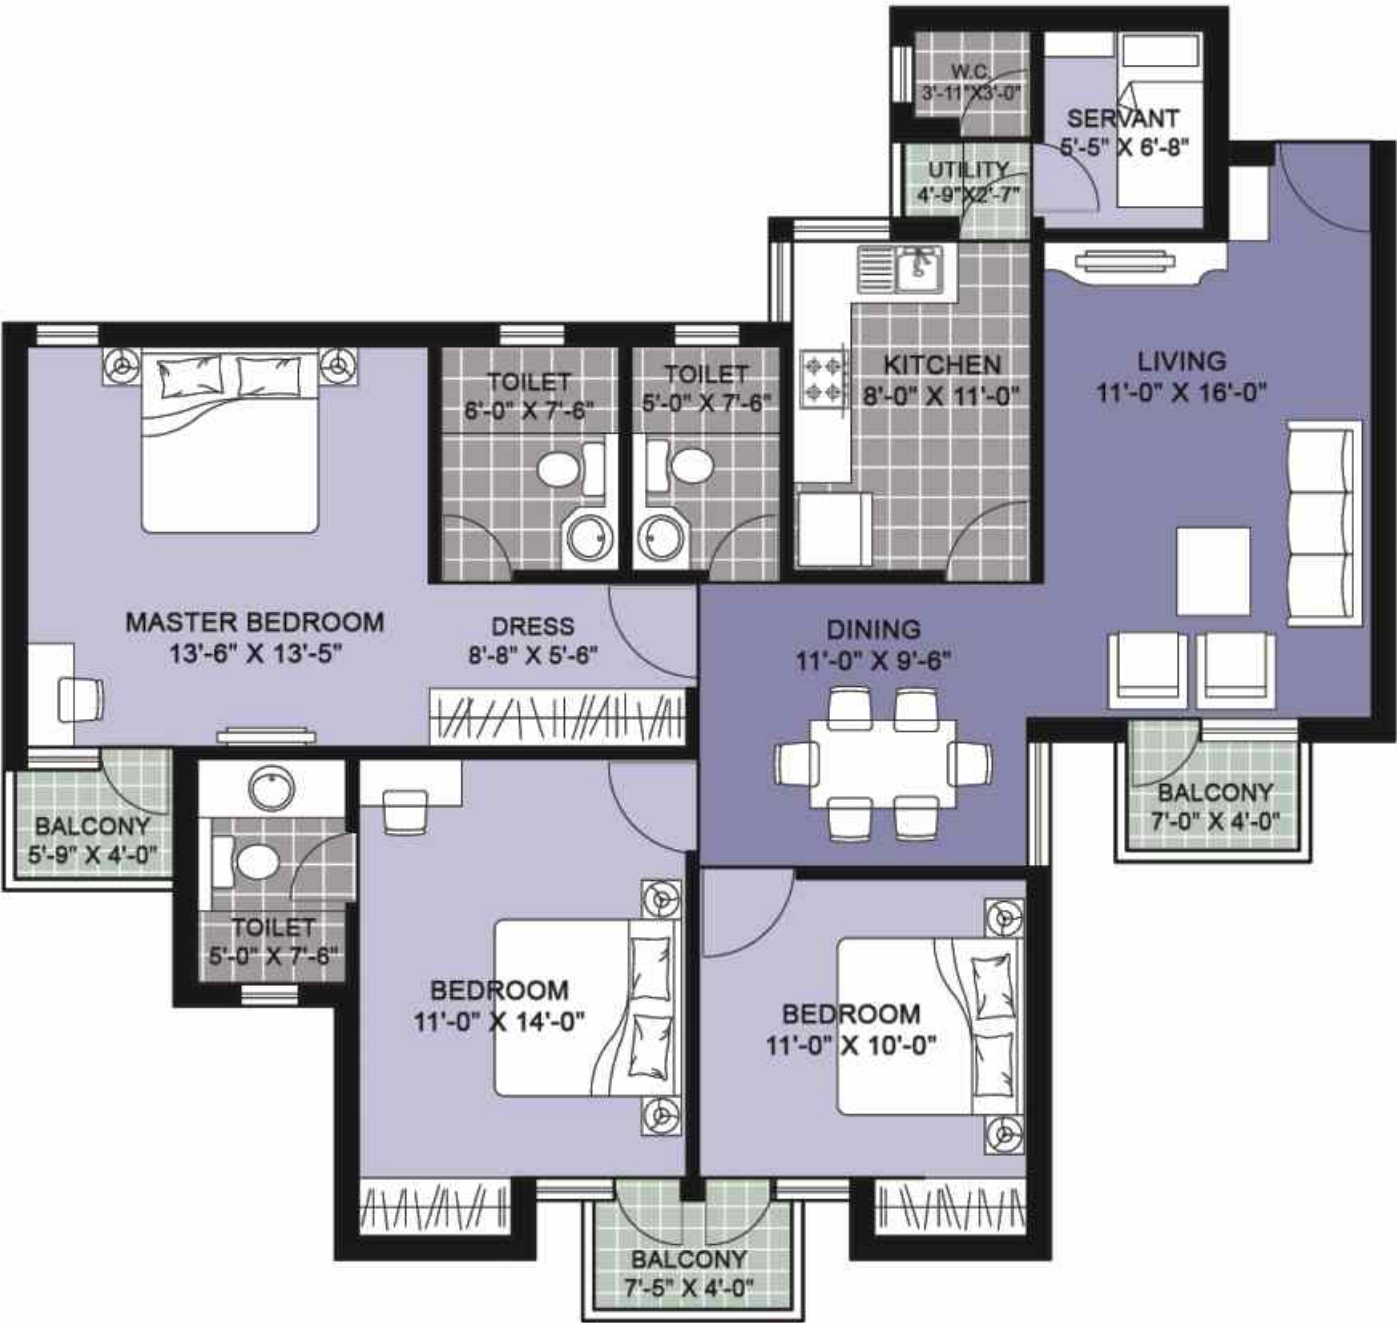 W.C.
3'-11"X3'-0"
SERVANT
5'-5" X 6'-8"
UTILITY
4'-9"X2'-7"
KITCHEN
8'-0" X 11'-0"
LIVING
11'-0" X 16'-0"
TOILET
6'-0" X 7'-6"
TOILET
5'-0" X 7'-6"
MASTER BEDROOM
13'-6" X 13'-5"
DRESS
8'-8" X 5'-6"
DINING
11'-0" X 9'-6"
BALCONY
5'-9" X 4'-0"
BALCONY
7'-0" X 4'-0"
TOILET
5'-0" X 7'-6"
BEDROOM
11'-0" X 14'-0"
BEDROOM
11'-0" X 10'-0"
BALCONY
7'-5" X 4'-0"